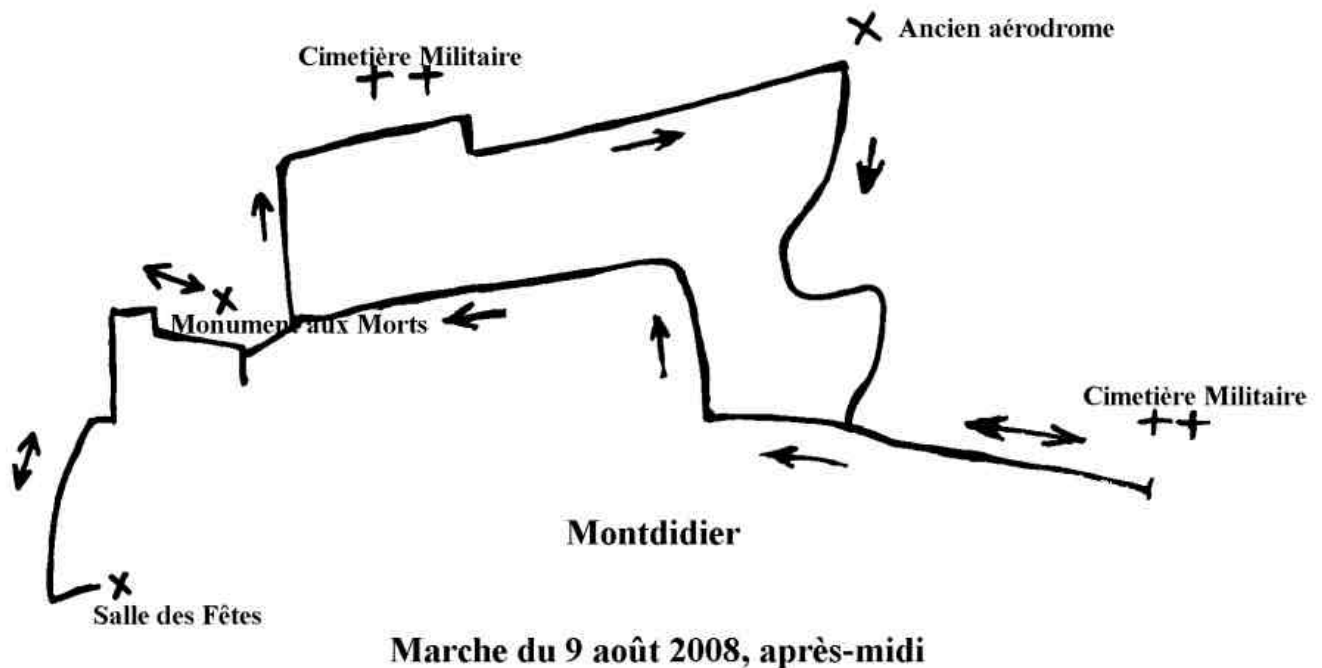 Ancien aérodrome
Cimetière Militaire
Monument aux Morts
Cimetière Militaire
Montdidier
Salle des Fêtes
Marche du 9 août 2008, après-midi